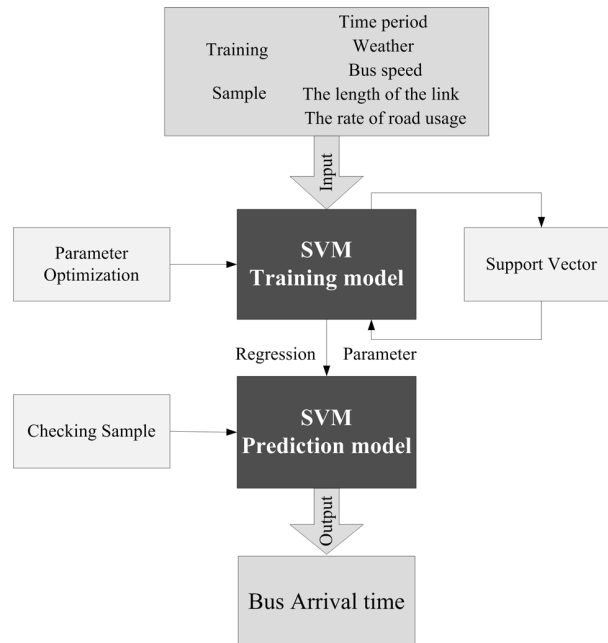 Time period
Training
Weather
Bus speed
Sample
The length of the link
The rate of road usage
Input
SVM
Training model
Parameter
Optimization
Support Vector
Regression
Parameter
SVM
Prediction model
Checking Sample
Output
Bus Arrival time